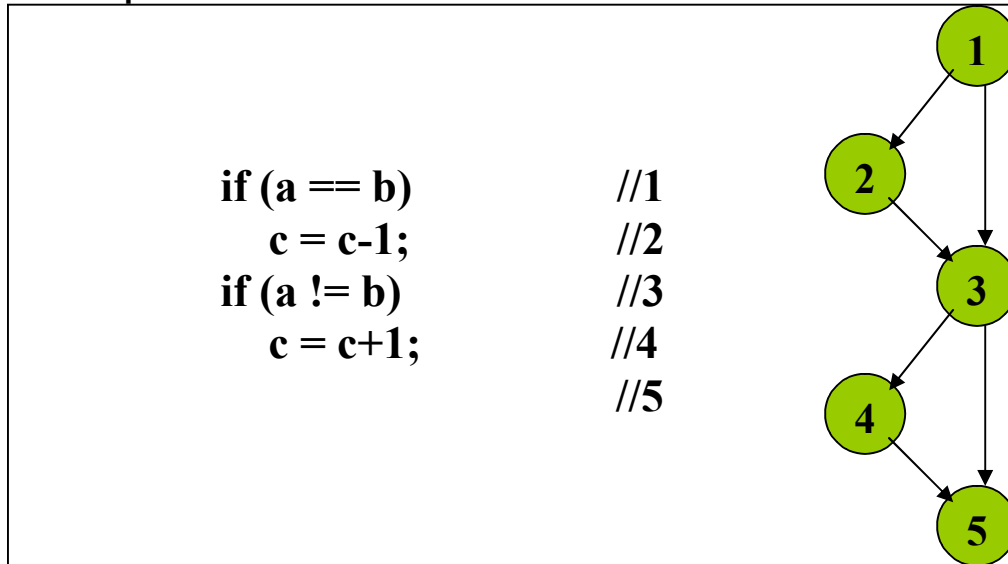 if (a == b) //1
c = c-1; //2
if (a != b) //3
c = c+1; //4
//5
1
2
3
4
5